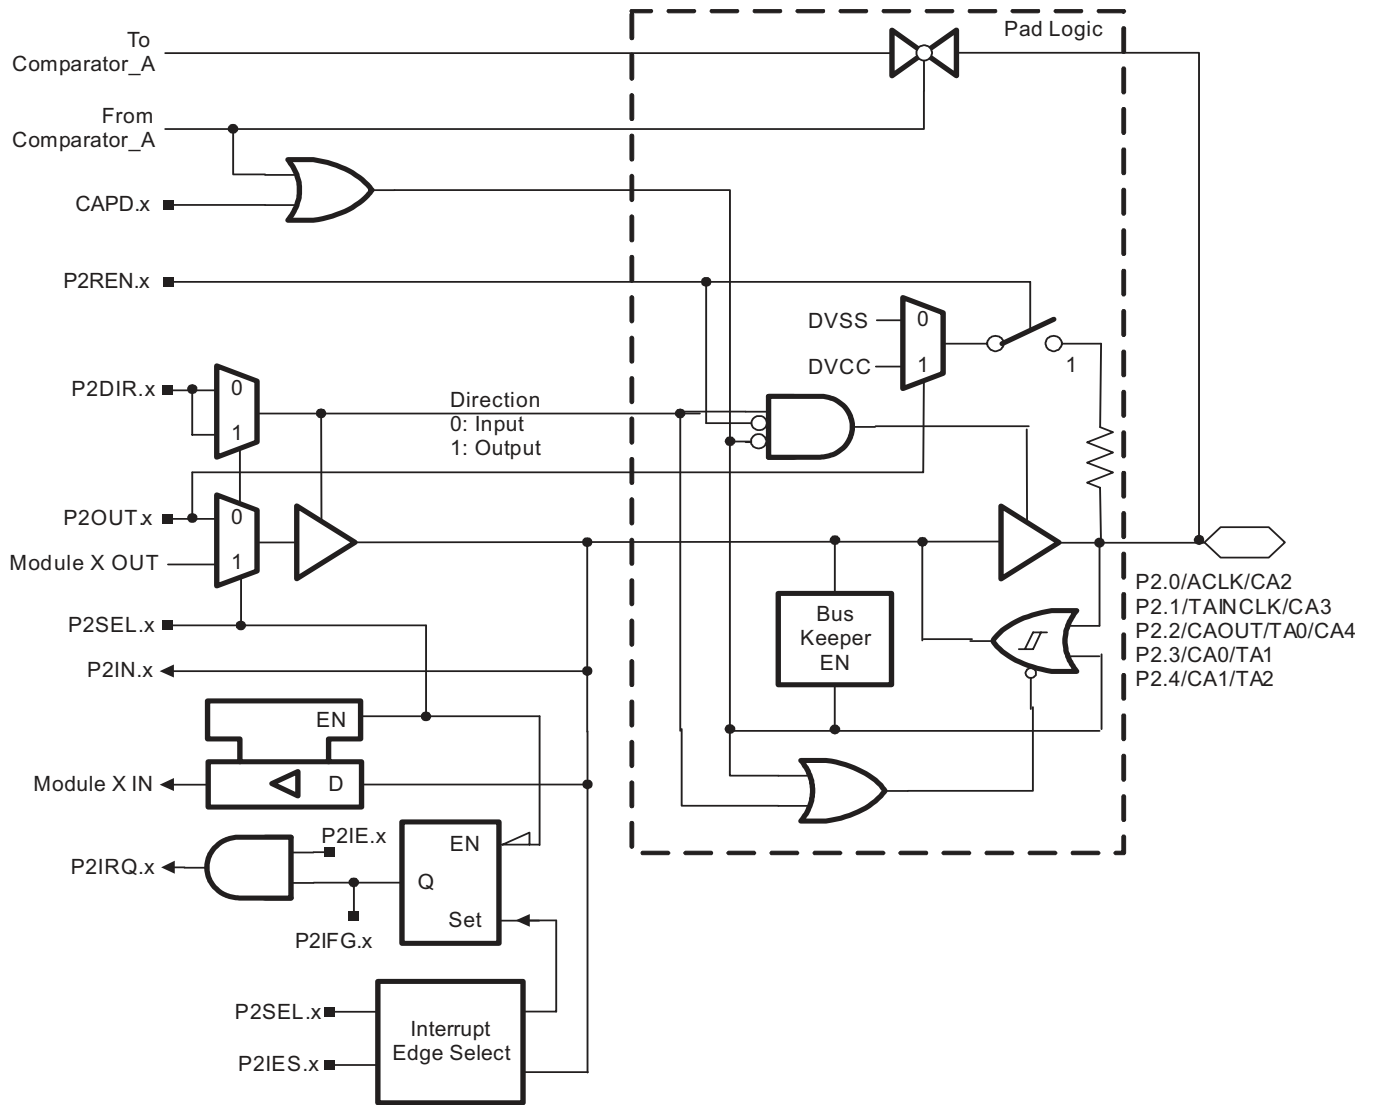 Pad Logic
To
Comparator_A
From
Comparator_A
CAPD.x
P2REN.x
DVSS
0
DVCC
1
1
P2DIR.x
0
1
Direction
0: Input
1: Output
P2OUT.x
0
Module X OUT
1
P2SEL.x
P2IN.x
Bus
Keeper
EN
P2.0/ACLK/CA2
P2.1/TAINCLK/CA3
P2.2/CAOUT/TA0/CA4
P2.3/CA0/TA1
P2.4/CA1/TA2
EN
Module X IN
D
P2IE.x
EN
P2IRQ.x
Q
Set
P2IFG.x
P2SEL.x
Interrupt
Edge Select
P2IES.x